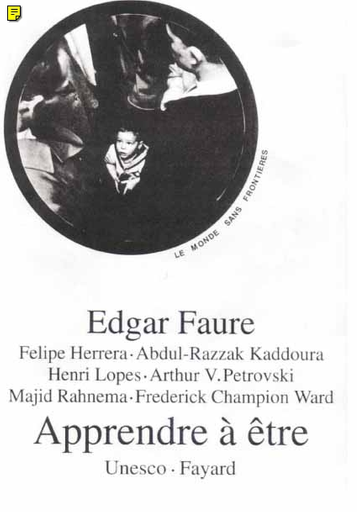 LE MONDE SANS FRONTIERES
Edgar Faure
Felipe Herrera · Abdul-Razzak Kaddoura
Henri Lopes · Arthur V. Petrovski
Majid Rahnema · Frederick Champion Ward
Apprendre à être
Unesco · Fayard